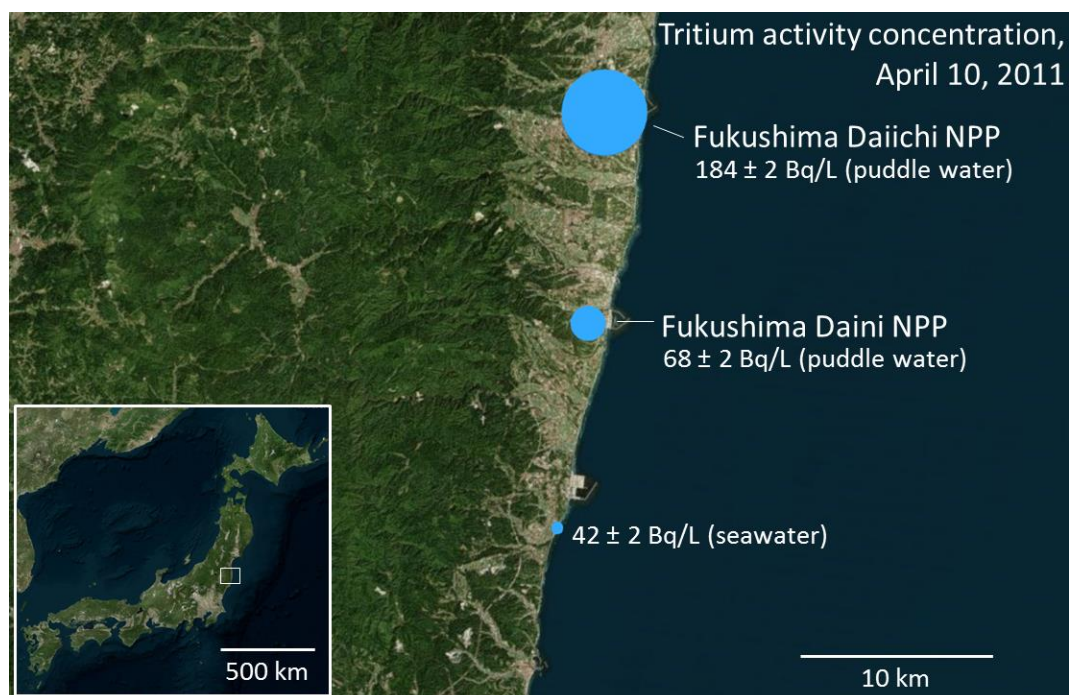 Tritium activity concentration,
April 10, 2011
Fukushima Daiichi NPP
184 ± 2 Bq/L (puddle water)
Fukushima Daini NPP
68 ± 2 Bq/L (puddle water)
42 ± 2 Bq/L (seawater)
500 km
10 km